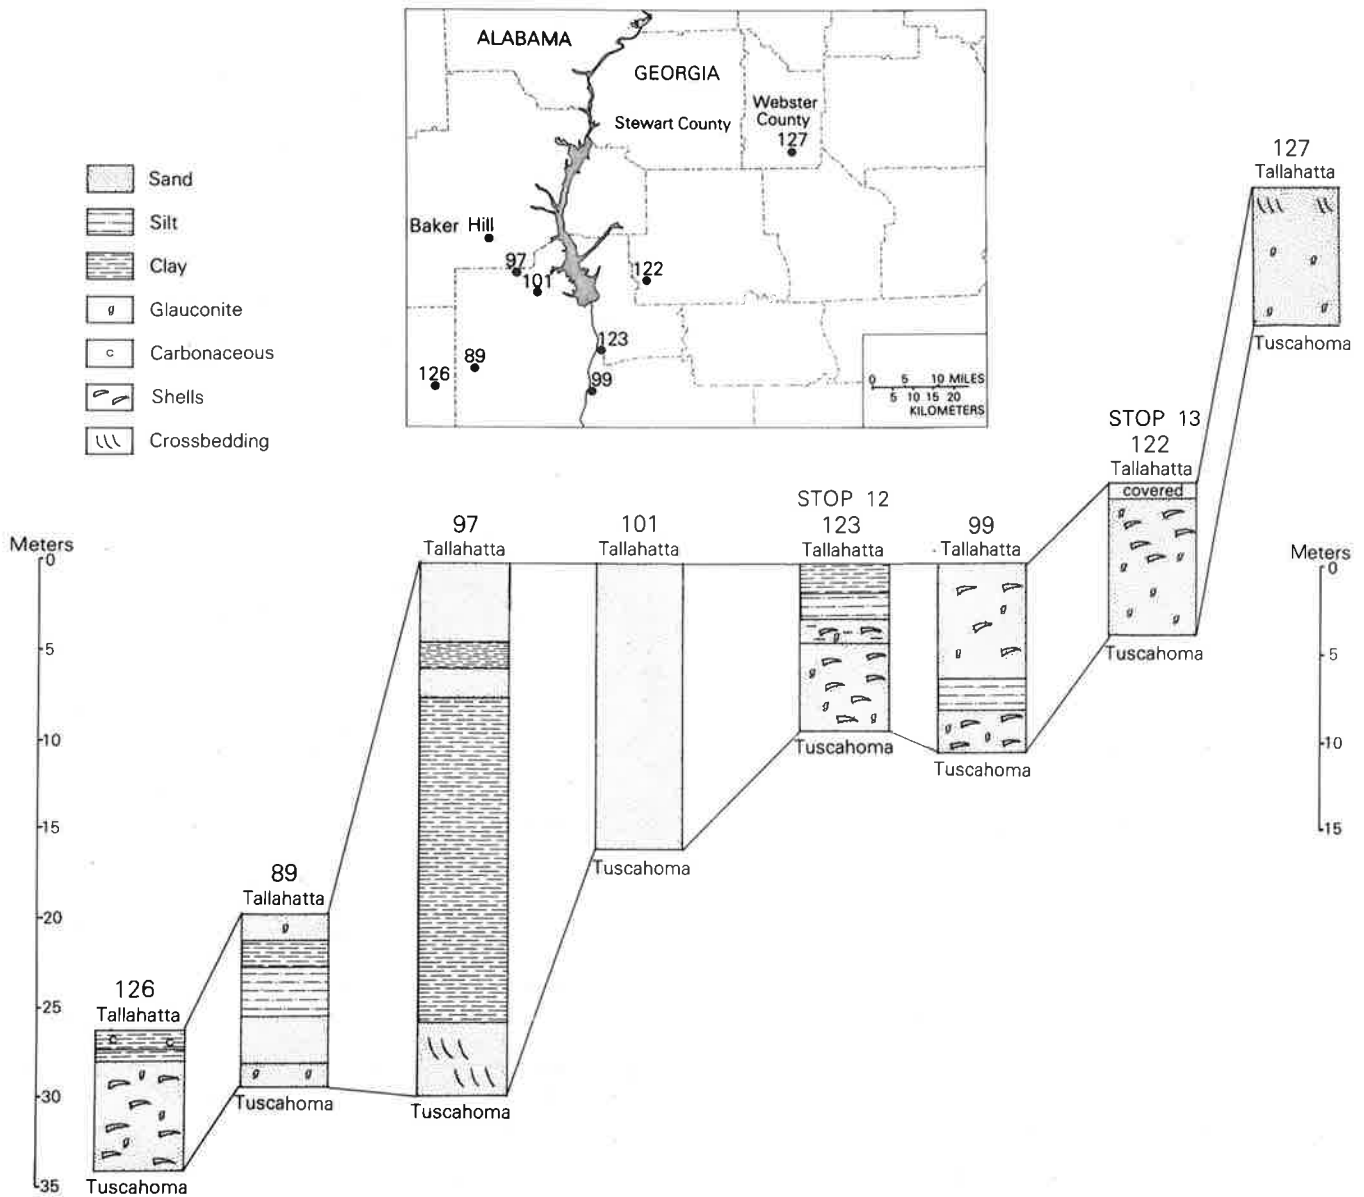 ALABAMA
GEORGIA
Stewart County
Webster
County
127
Baker Hill
97
101
122
123
99
89
126
0 5 10 MILES
5 10 15 20
KILOMETERS
Sand
Silt
Clay
g Glauconite
c Carbonaceous
Shells
Crossbedding
127
Tallahatta
Tuscahoma
STOP 13
122
Tallahatta
covered
Tuscahoma
STOP 12
123
Tallahatta
Tuscahoma
99
Tallahatta
Tuscahoma
97
Tallahatta
Tuscahoma
101
Tallahatta
Tuscahoma
89
Tallahatta
Tuscahoma
126
Tallahatta
c c
Tuscahoma
Meters
0
-5
-10
-15
-20
-25
-30
-35
Meters
0
-5
-10
-15